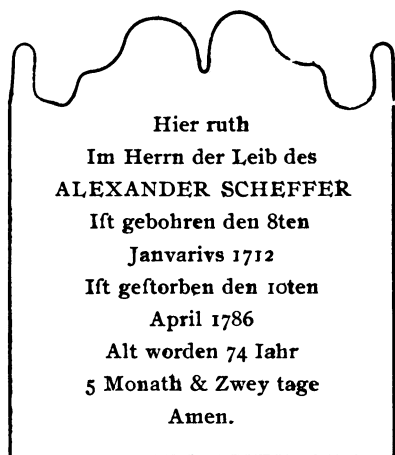 Hier ruth
Im Herrn der Leib des
ALEXANDER SCHEFFER
Iſt gebohren den 8ten
Janvarivs 1712
Iſt geſtorben den 10ten
April 1786
Alt worden 74 Iahr
5 Monath & Zwey tage
Amen.